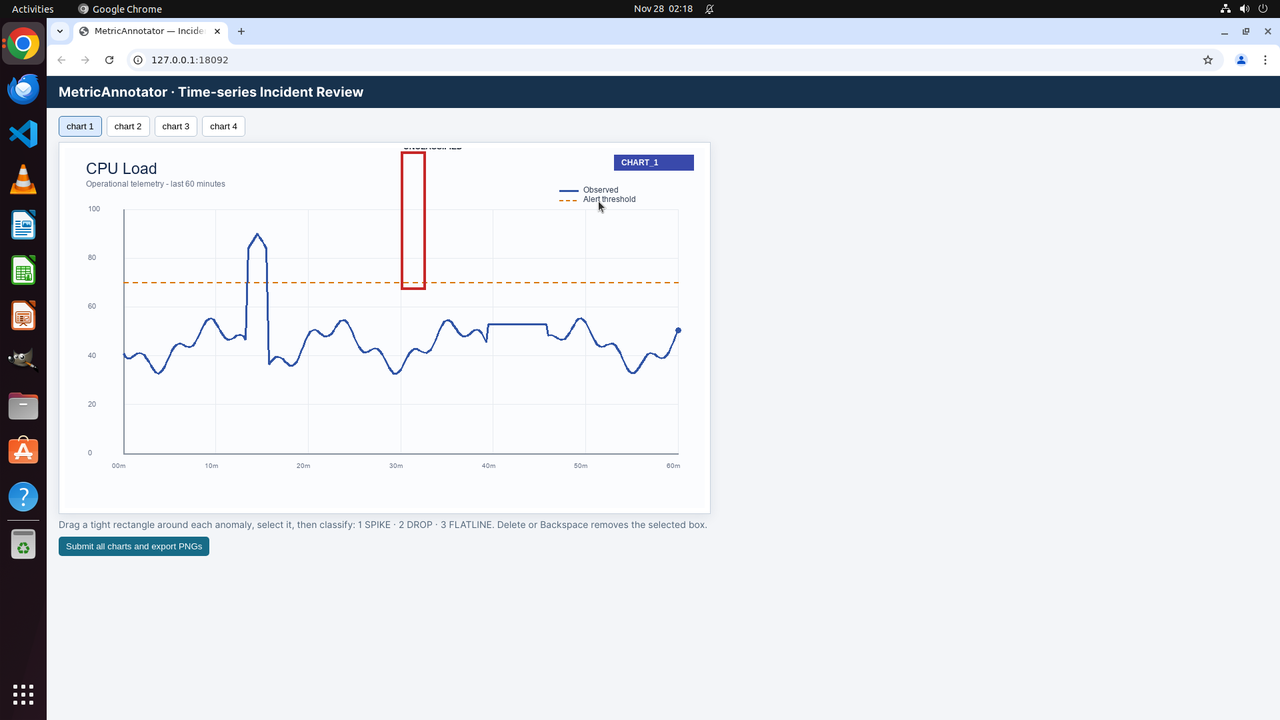 Activities
Google Chrome
Nov 28 02:18
MetricAnnotator — Incide
127.0.0.1:18092
MetricAnnotator · Time-series Incident Review
chart 1
chart 2
chart 3
chart 4
CPU Load
Operational telemetry - last 60 minutes
CHART_1
Observed
Alert threshold
100
80
60
40
20
0
00m
10m
20m
30m
40m
50m
60m
Drag a tight rectangle around each anomaly, select it, then classify: 1 SPIKE · 2 DROP · 3 FLATLINE. Delete or Backspace removes the selected box.
Submit all charts and export PNGs